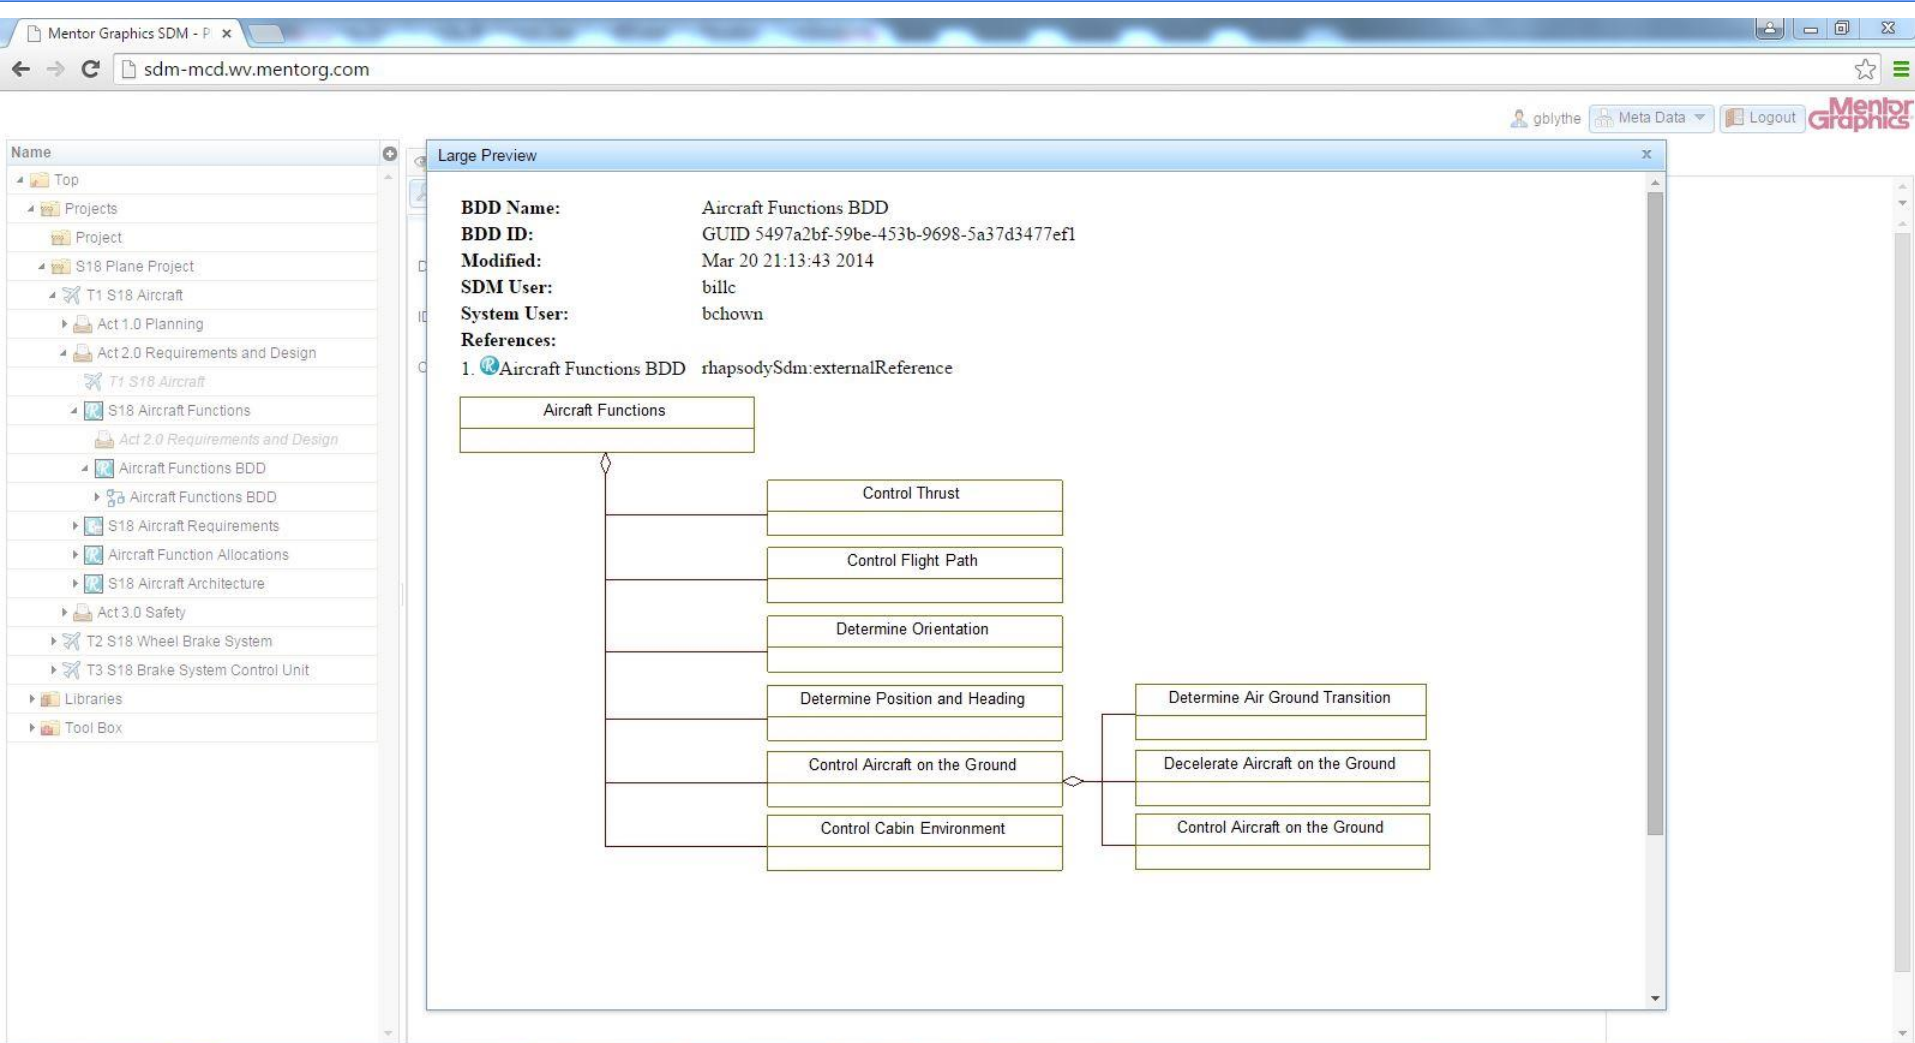 Mentor Graphics SDM - P
sdm-mcd.wv.mentorg.com
gblythe Meta Data Logout Mentor Graphics
Name
Top
Projects
Project
S18 Plane Project
T1 S18 Aircraft
Act 1.0 Planning
Act 2.0 Requirements and Design
T1 S18 Aircraft
S18 Aircraft Functions
Act 2.0 Requirements and Design
Aircraft Functions BDD
Aircraft Functions BDD
S18 Aircraft Requirements
Aircraft Function Allocations
S18 Aircraft Architecture
Act 3.0 Safety
T2 S18 Wheel Brake System
T3 S18 Brake System Control Unit
Libraries
Tool Box
Large Preview
BDD Name: Aircraft Functions BDD
BDD ID: GUID 5497a2bf-59be-453b-9698-5a37d3477ef1
Modified: Mar 20 21:13:43 2014
SDM User: billc
System User: bchown
References:
1. Aircraft Functions BDD rhapsodySdm:externalReference
Aircraft Functions
Control Thrust
Control Flight Path
Determine Orientation
Determine Position and Heading
Control Aircraft on the Ground
Control Cabin Environment
Determine Air Ground Transition
Decelerate Aircraft on the Ground
Control Aircraft on the Ground